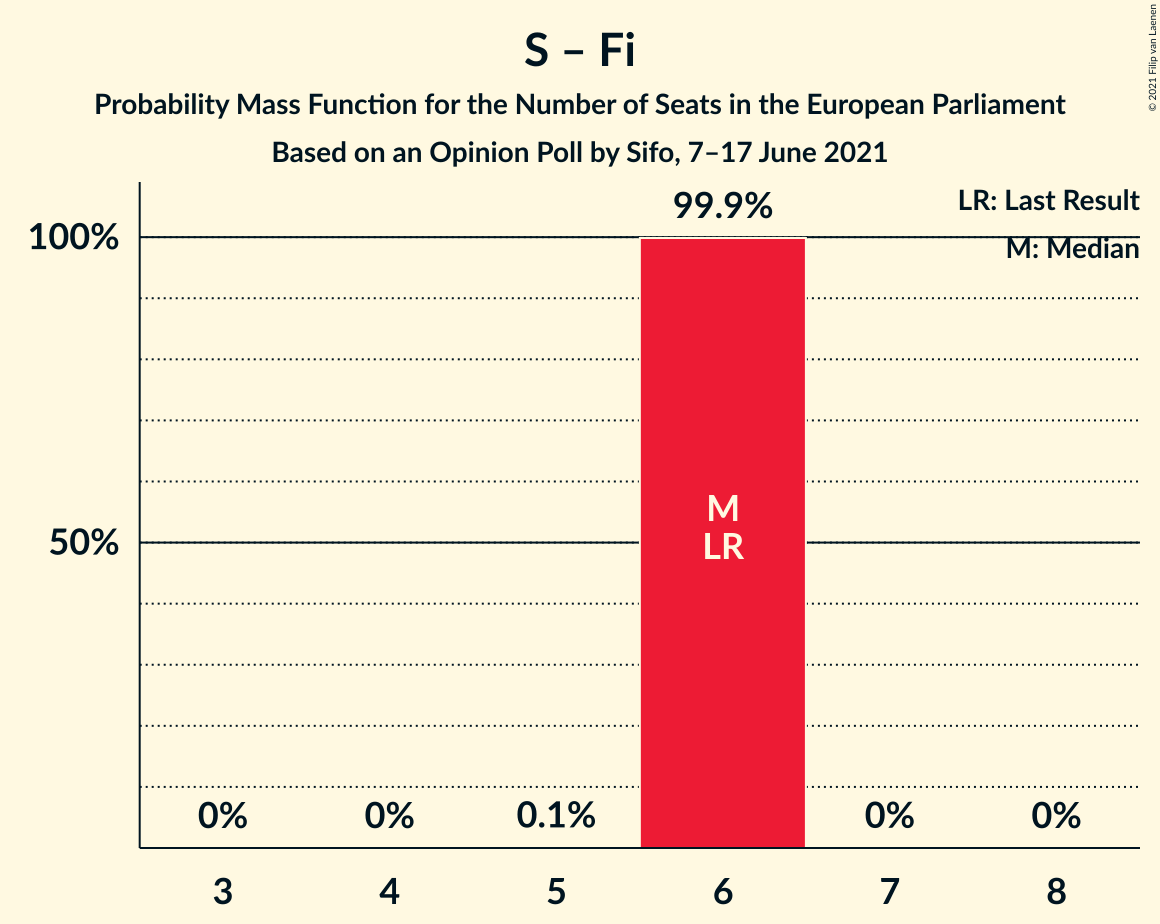 S – Fi
Probability Mass Function for the Number of Seats in the European Parliament
Based on an Opinion Poll by Sifo, 7–17 June 2021
© 2021 Filip van Laenen
LR: Last Result
M: Median
99.9%
100%
50%
M
LR
0%
0%
0.1%
0%
0%
3
4
5
6
7
8